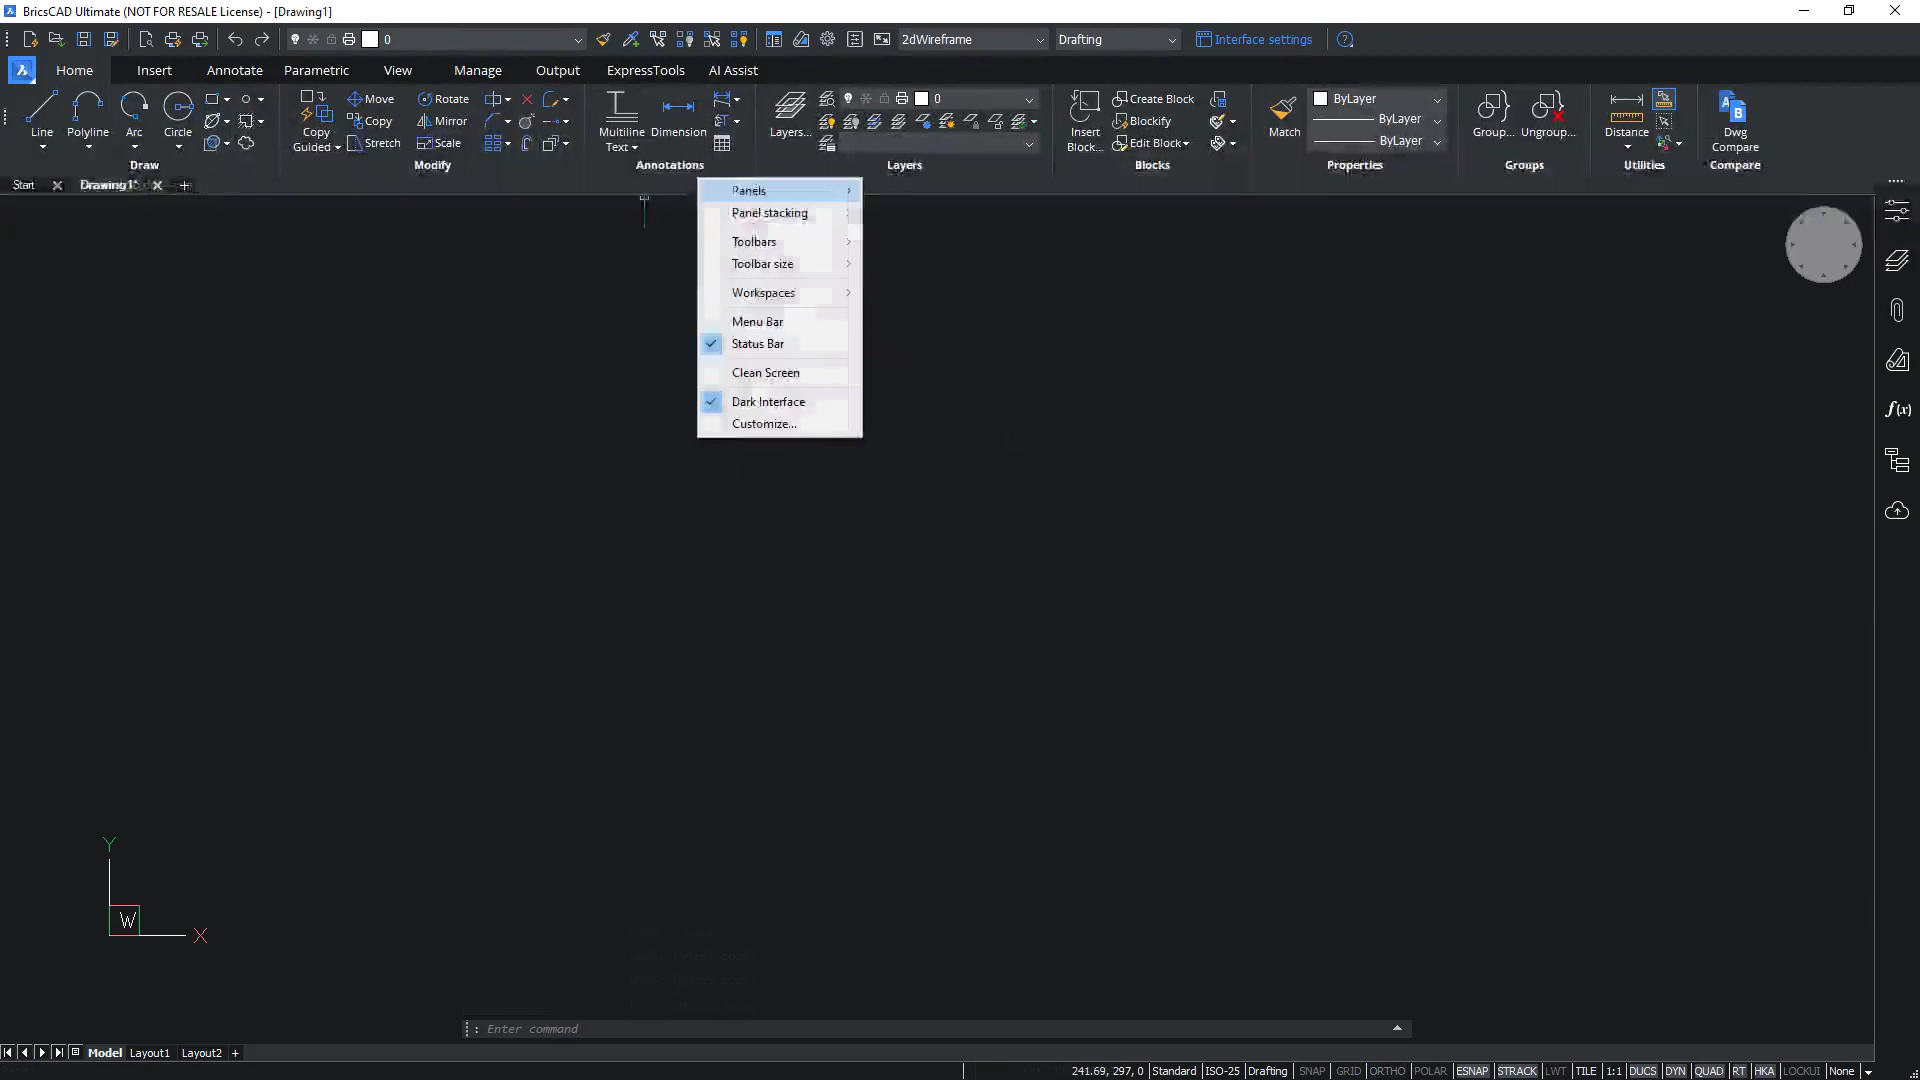 BricsCAD Ultimate (NOT FOR RESALE License) - [Drawing1]
0 2dWireframe Drafting Interface settings
Home Insert Annotate Parametric View Manage Output ExpressTools AI Assist
Line Polyline Arc Circle
Draw
Copy Guided Move Copy Stretch Rotate Mirror Scale
Modify
Multiline Text Dimension
Annotations
Layers... 0
Layers
Insert Block... Create Block Blockify Edit Block
Blocks
Match ByLayer ByLayer ByLayer
Properties
Group... Ungroup...
Groups
Distance
Utilities
Dwg Compare
Compare
Start Drawing1*
Panels
Panel stacking
Toolbars
Toolbar size
Workspaces
Menu Bar
Status Bar
Clean Screen
Dark Interface
Customize...
f(x)
Y
W
X
: Enter command
Model Layout1 Layout2 +
241.69, 297, 0 Standard ISO-25 Drafting SNAP GRID ORTHO POLAR ESNAP STRACK LWT TILE 1:1 DUCS DYN QUAD RT HKA LOCKUI None